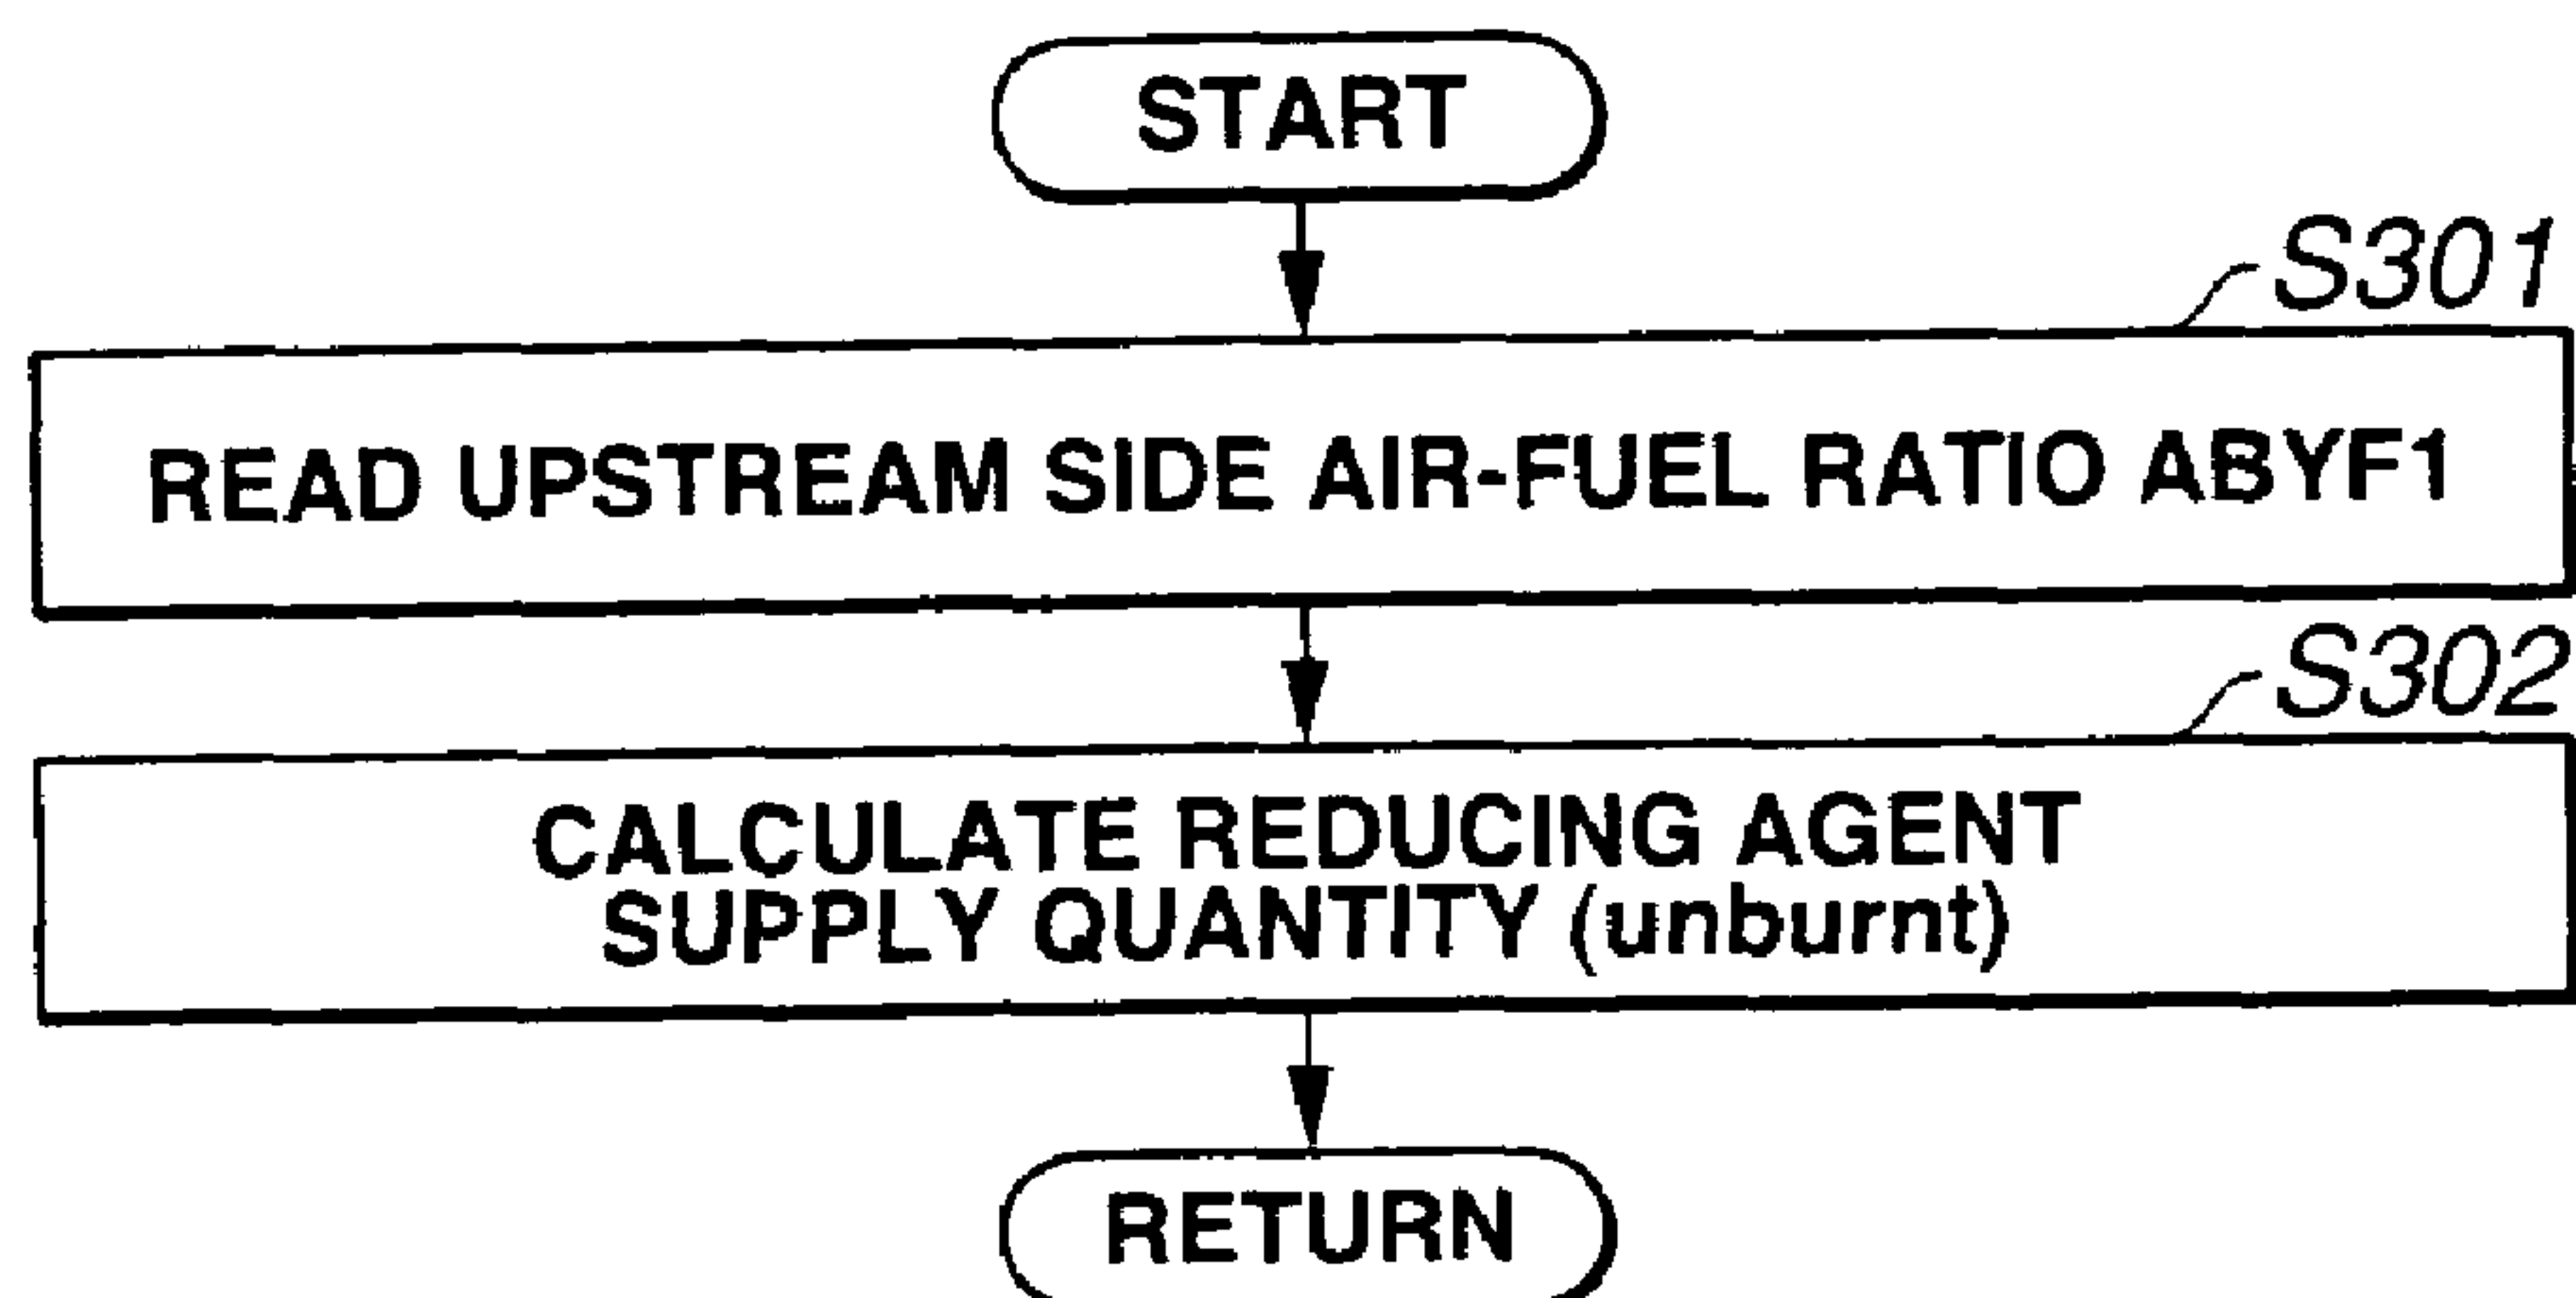 START
S301
READ UPSTREAM SIDE AIR-FUEL RATIO ABYF1
S302
CALCULATE REDUCING AGENT
SUPPLY QUANTITY (unburnt)
RETURN